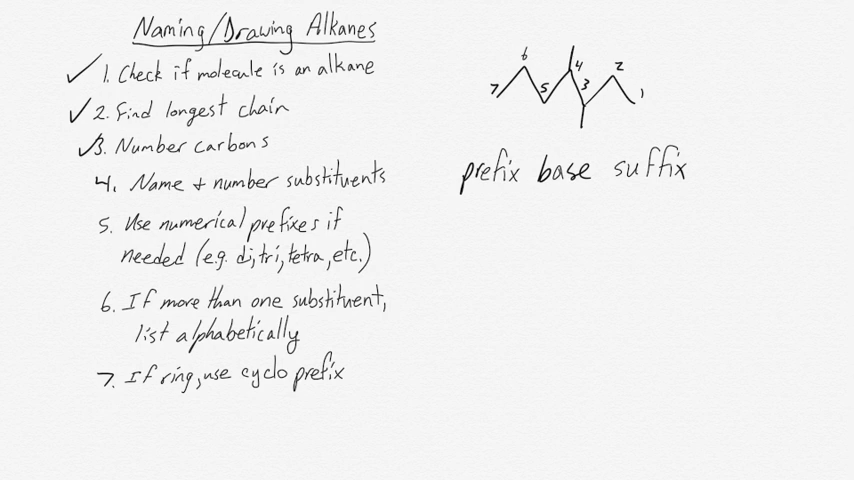 Naming/Drawing Alkanes
1. Check if molecule is an alkane
2. Find longest chain
3. Number carbons
4. Name + number substituents
5. Use numerical prefixes if
needed (e.g. di, tri, tetra, etc.)
6. If more than one substituent,
list alphabetically
7. If ring, use cyclo prefix
7 6 5 4 3 2 1
prefix base suffix